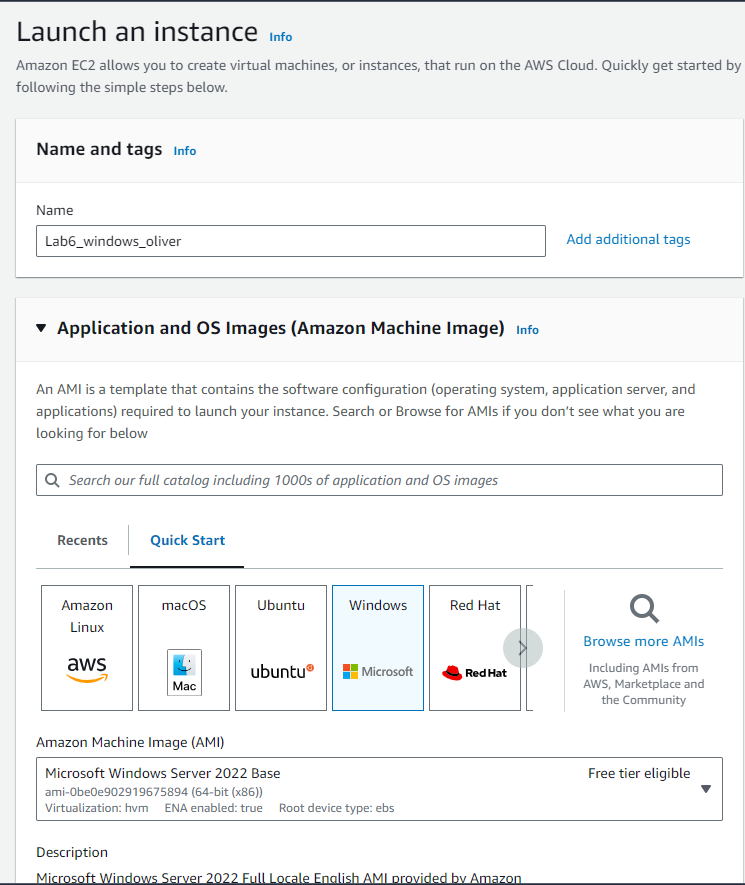 Launch an instance Info
Amazon EC2 allows you to create virtual machines, or instances, that run on the AWS Cloud. Quickly get started by
following the simple steps below.
Name and tags Info
Name
Lab6_windows_oliver
Add additional tags
Application and OS Images (Amazon Machine Image) Info
An AMI is a template that contains the software configuration (operating system, application server, and
applications) required to launch your instance. Search or Browse for AMIs if you don't see what you are
looking for below
Search our full catalog including 1000s of application and OS images
Recents
Quick Start
Amazon
Linux
aws
macOS
Mac
Ubuntu
ubuntu
Windows
Microsoft
Red Hat
Red Hat
Browse more AMIs
Including AMIs from
AWS, Marketplace and
the Community
Amazon Machine Image (AMI)
Microsoft Windows Server 2022 Base
Free tier eligible
ami-0be0e902919675894 (64-bit (x86))
Virtualization: hvm ENA enabled: true Root device type: ebs
Description
Microsoft Windows Server 2022 Full Locale English AMI provided by Amazon